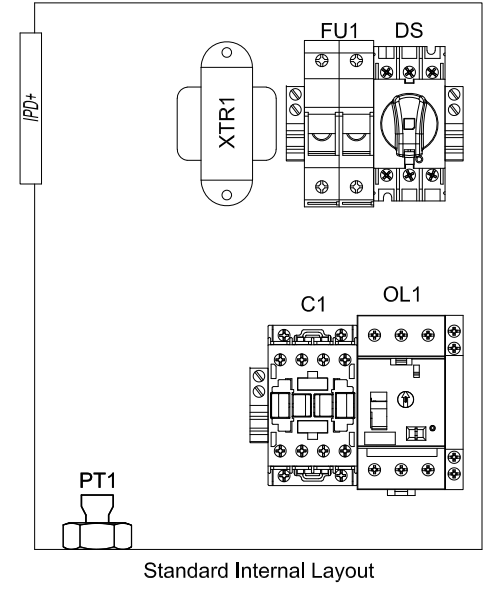 FU1 DS
IPD+
XTR1
C1 OL1
PT1
Standard Internal Layout